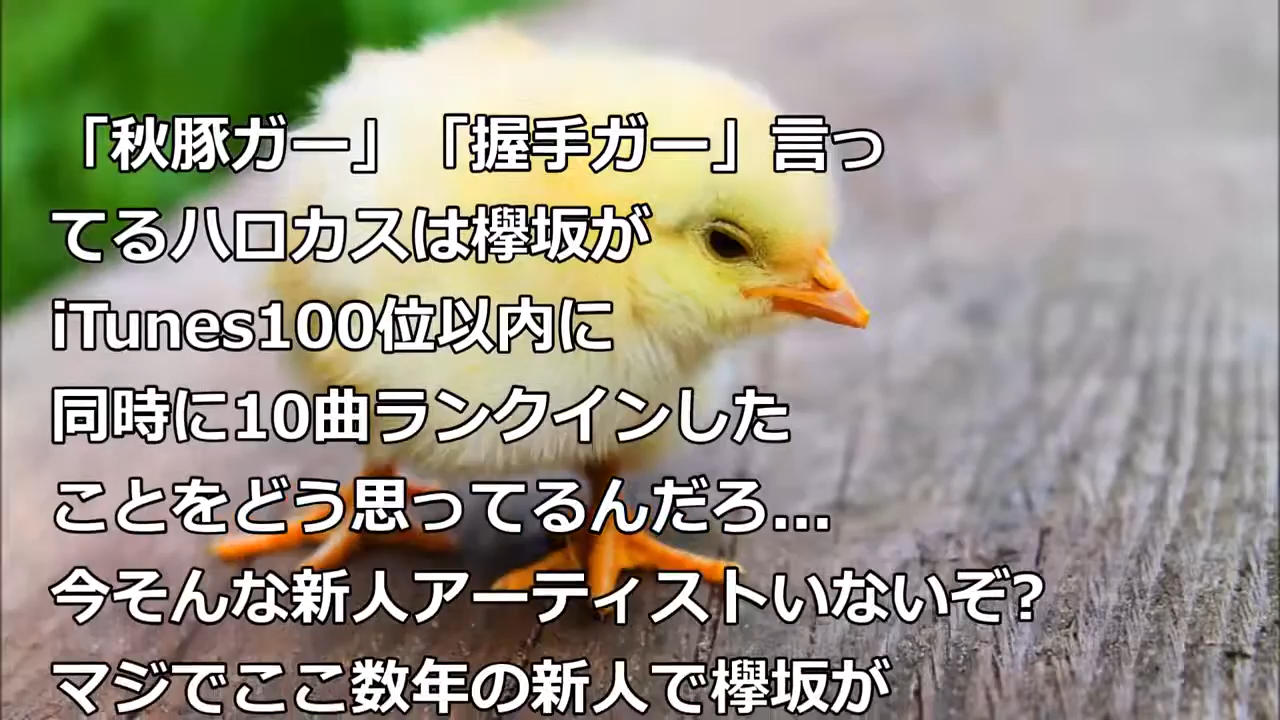 「秋豚ガー」「握手ガー」言っ
てるハロカスは欅坂が
iTunes100位以内に
同時に10曲ランクインした
ことをどう思ってるんだろ...
今そんな新人アーティストいないぞ?
マジでここ数年の新人で欅坂が